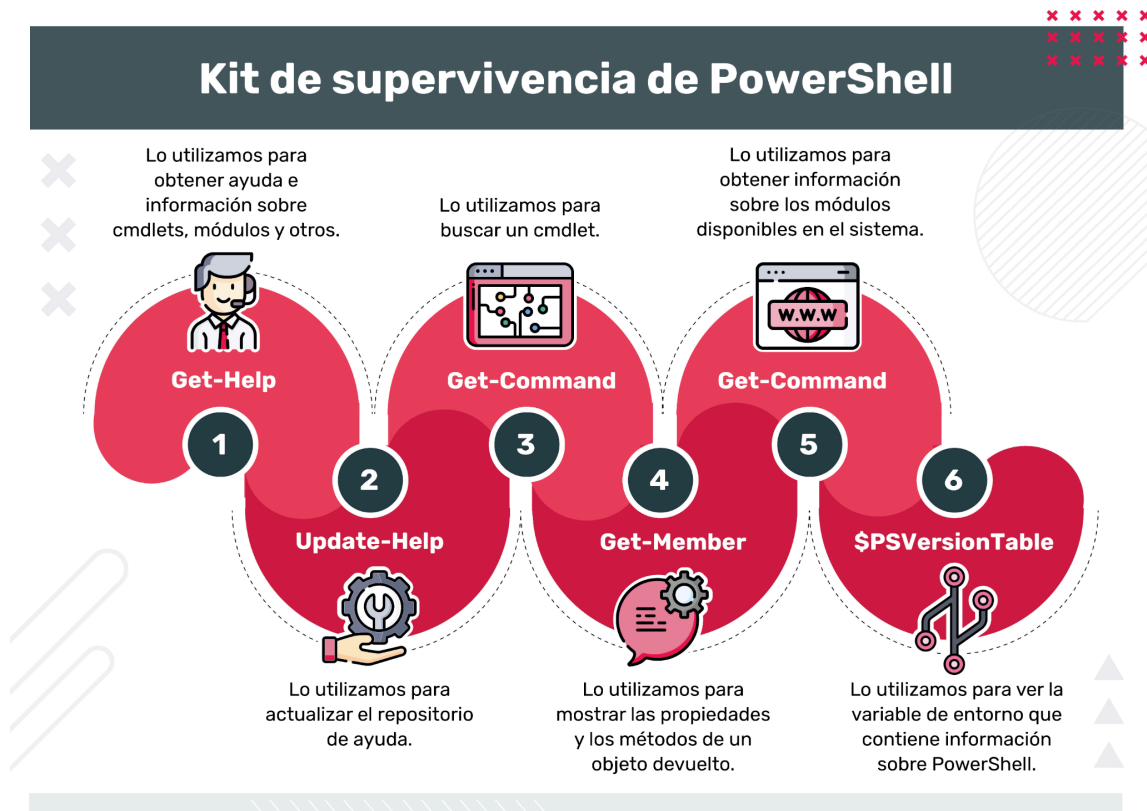 Kit de supervivencia de PowerShell
Lo utilizamos para
obtener ayuda e
información sobre
cmdlets, módulos y otros.
Get-Help
1
2
Update-Help
Lo utilizamos para
actualizar el repositorio
de ayuda.
Lo utilizamos para
buscar un cmdlet.
Get-Command
3
4
Get-Member
Lo utilizamos para
mostrar las propiedades
y los métodos de un
objeto devuelto.
Lo utilizamos para
obtener información
sobre los módulos
disponibles en el sistema.
W.W.W
Get-Command
5
6
$PSVersionTable
Lo utilizamos para ver la
variable de entorno que
contiene información
sobre PowerShell.